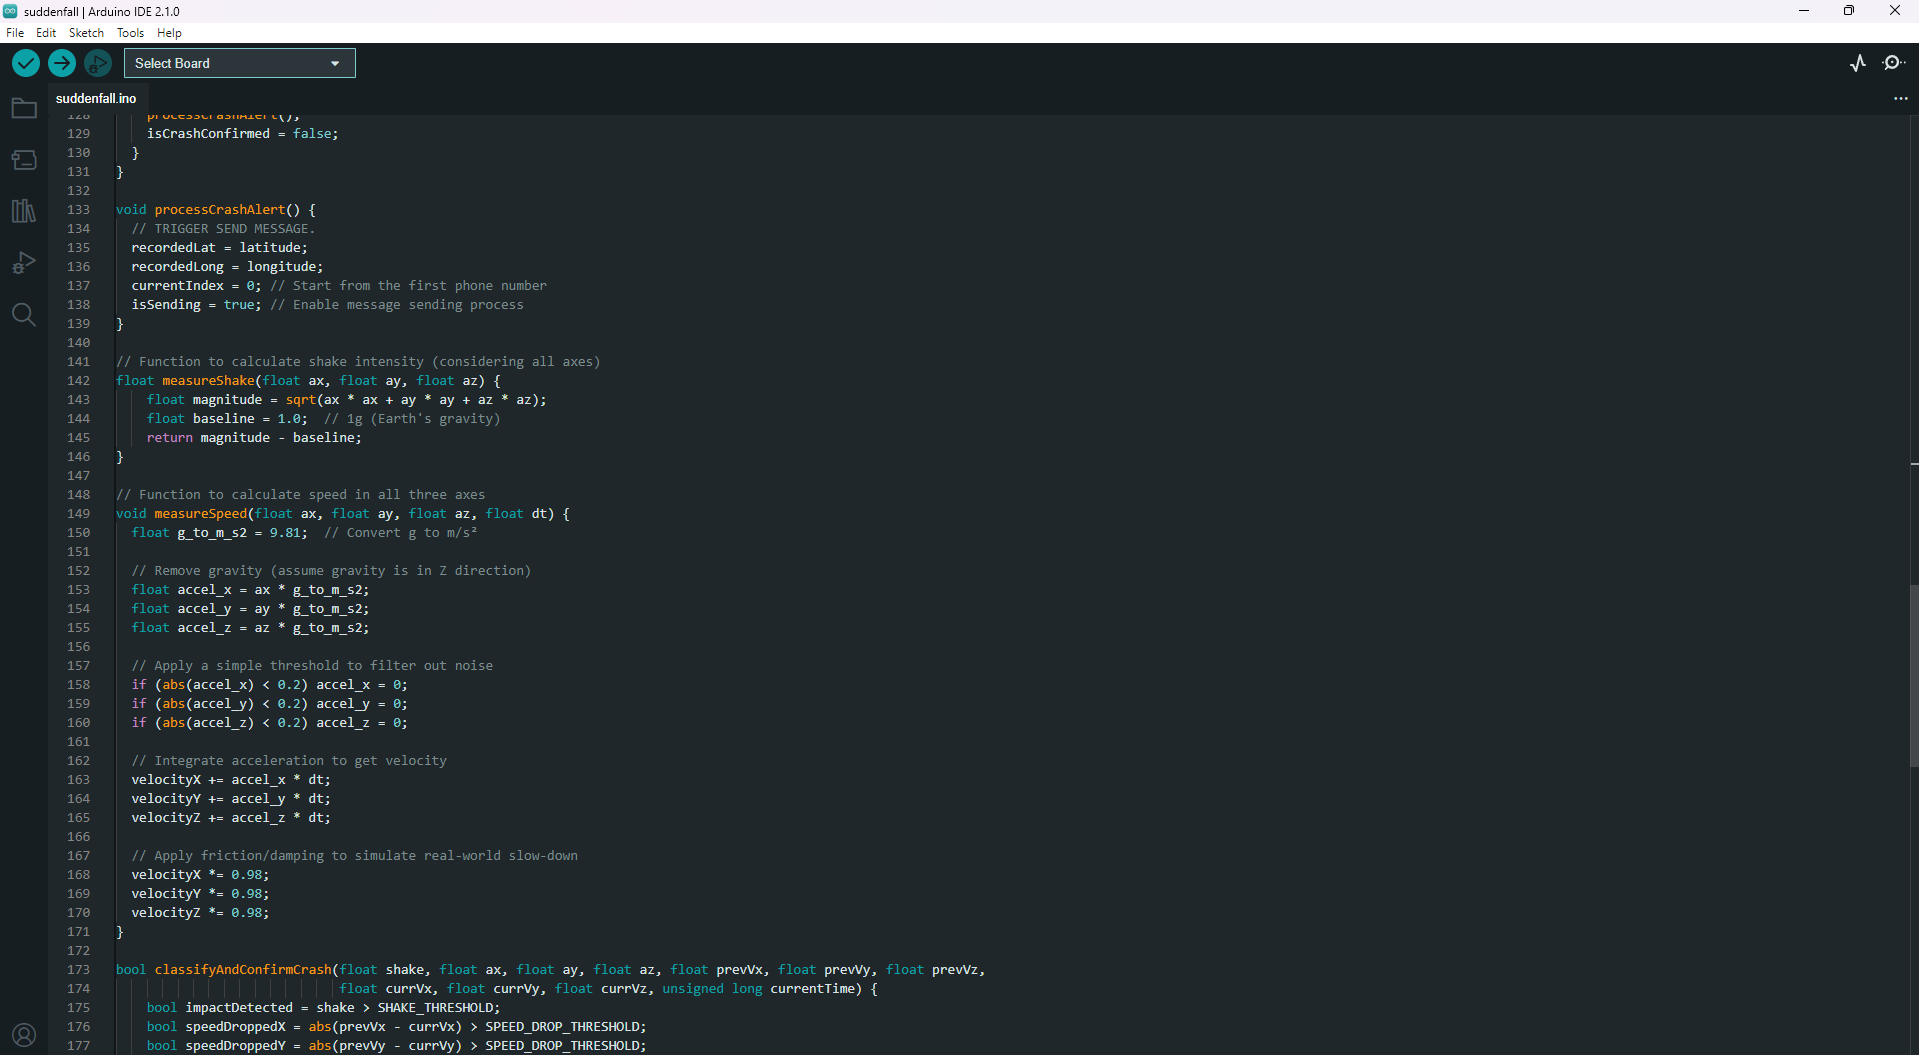 suddenfall | Arduino IDE 2.1.0
File Edit Sketch Tools Help
Select Board
suddenfall.ino
128 processCrashAlert();
129 isCrashConfirmed = false;
130 }
131 }
132
133 void processCrashAlert() {
134 // TRIGGER SEND MESSAGE.
135 recordedLat = latitude;
136 recordedLong = longitude;
137 currentIndex = 0; // Start from the first phone number
138 isSending = true; // Enable message sending process
139 }
140
141 // Function to calculate shake intensity (considering all axes)
142 float measureShake(float ax, float ay, float az) {
143 float magnitude = sqrt(ax * ax + ay * ay + az * az);
144 float baseline = 1.0; // 1g (Earth's gravity)
145 return magnitude - baseline;
146 }
147
148 // Function to calculate speed in all three axes
149 void measureSpeed(float ax, float ay, float az, float dt) {
150 float g_to_m_s2 = 9.81; // Convert g to m/s²
151
152 // Remove gravity (assume gravity is in Z direction)
153 float accel_x = ax * g_to_m_s2;
154 float accel_y = ay * g_to_m_s2;
155 float accel_z = az * g_to_m_s2;
156
157 // Apply a simple threshold to filter out noise
158 if (abs(accel_x) < 0.2) accel_x = 0;
159 if (abs(accel_y) < 0.2) accel_y = 0;
160 if (abs(accel_z) < 0.2) accel_z = 0;
161
162 // Integrate acceleration to get velocity
163 velocityX += accel_x * dt;
164 velocityY += accel_y * dt;
165 velocityZ += accel_z * dt;
166
167 // Apply friction/damping to simulate real-world slow-down
168 velocityX *= 0.98;
169 velocityY *= 0.98;
170 velocityZ *= 0.98;
171 }
172
173 bool classifyAndConfirmCrash(float shake, float ax, float ay, float az, float prevVx, float prevVy, float prevVz,
174 float currVx, float currVy, float currVz, unsigned long currentTime) {
175 bool impactDetected = shake > SHAKE_THRESHOLD;
176 bool speedDroppedX = abs(prevVx - currVx) > SPEED_DROP_THRESHOLD;
177 bool speedDroppedY = abs(prevVy - currVy) > SPEED_DROP_THRESHOLD;